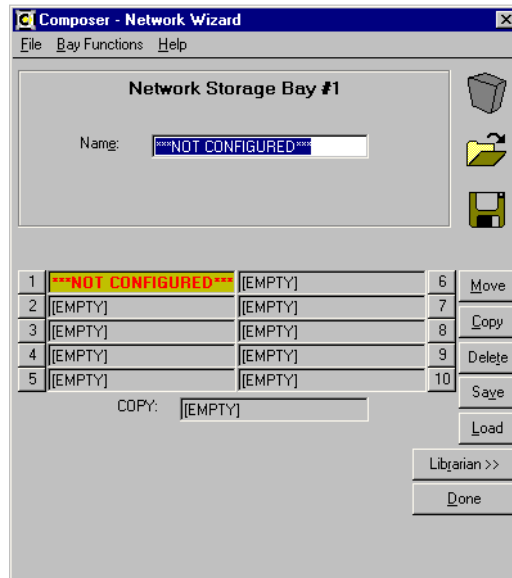 Composer - Network Wizard
File Bay Functions Help
Network Storage Bay #1
Name: ***NOT CONFIGURED***
1 ***NOT CONFIGURED*** [EMPTY] 6 Move
2 [EMPTY] [EMPTY] 7
3 [EMPTY] [EMPTY] 8 Copy
4 [EMPTY] [EMPTY] 9 Delete
5 [EMPTY] [EMPTY] 10
Save
COPY: [EMPTY]
Load
Librarian >>
Done